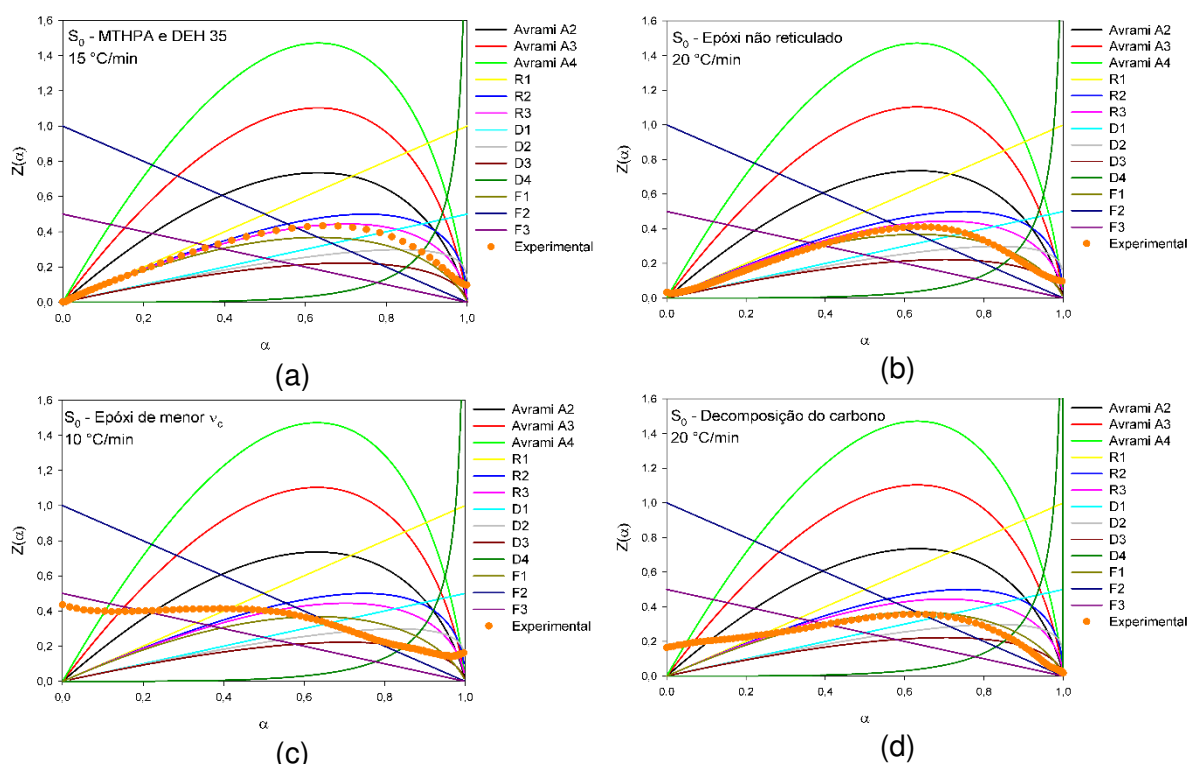 S₀ - MTHPA e DEH 35
15 °C/min
1,6
1,4
1,2
1,0
0,8
0,6
0,4
0,2
0,0
Z(α)
0,0 0,2 0,4 0,6 0,8 1,0
α
Avrami A2
Avrami A3
Avrami A4
R1
R2
R3
D1
D2
D3
D4
F1
F2
F3
Experimental
(a)
S₀ - Epóxi não reticulado
20 °C/min
1,6
1,4
1,2
1,0
0,8
0,6
0,4
0,2
0,0
Z(α)
0,0 0,2 0,4 0,6 0,8 1,0
α
Avrami A2
Avrami A3
Avrami A4
R1
R2
R3
D1
D2
D3
D4
F1
F2
F3
Experimental
(b)
S₀ - Epóxi de menor νc
10 °C/min
1,6
1,4
1,2
1,0
0,8
0,6
0,4
0,2
0,0
Z(α)
0,0 0,2 0,4 0,6 0,8 1,0
α
Avrami A2
Avrami A3
Avrami A4
R1
R2
R3
D1
D2
D3
D4
F1
F2
F3
Experimental
(c)
S₀ - Decomposição do carbono
20 °C/min
1,6
1,4
1,2
1,0
0,8
0,6
0,4
0,2
0,0
Z(α)
0,0 0,2 0,4 0,6 0,8 1,0
α
Avrami A2
Avrami A3
Avrami A4
R1
R2
R3
D1
D2
D3
D4
F1
F2
F3
Experimental
(d)